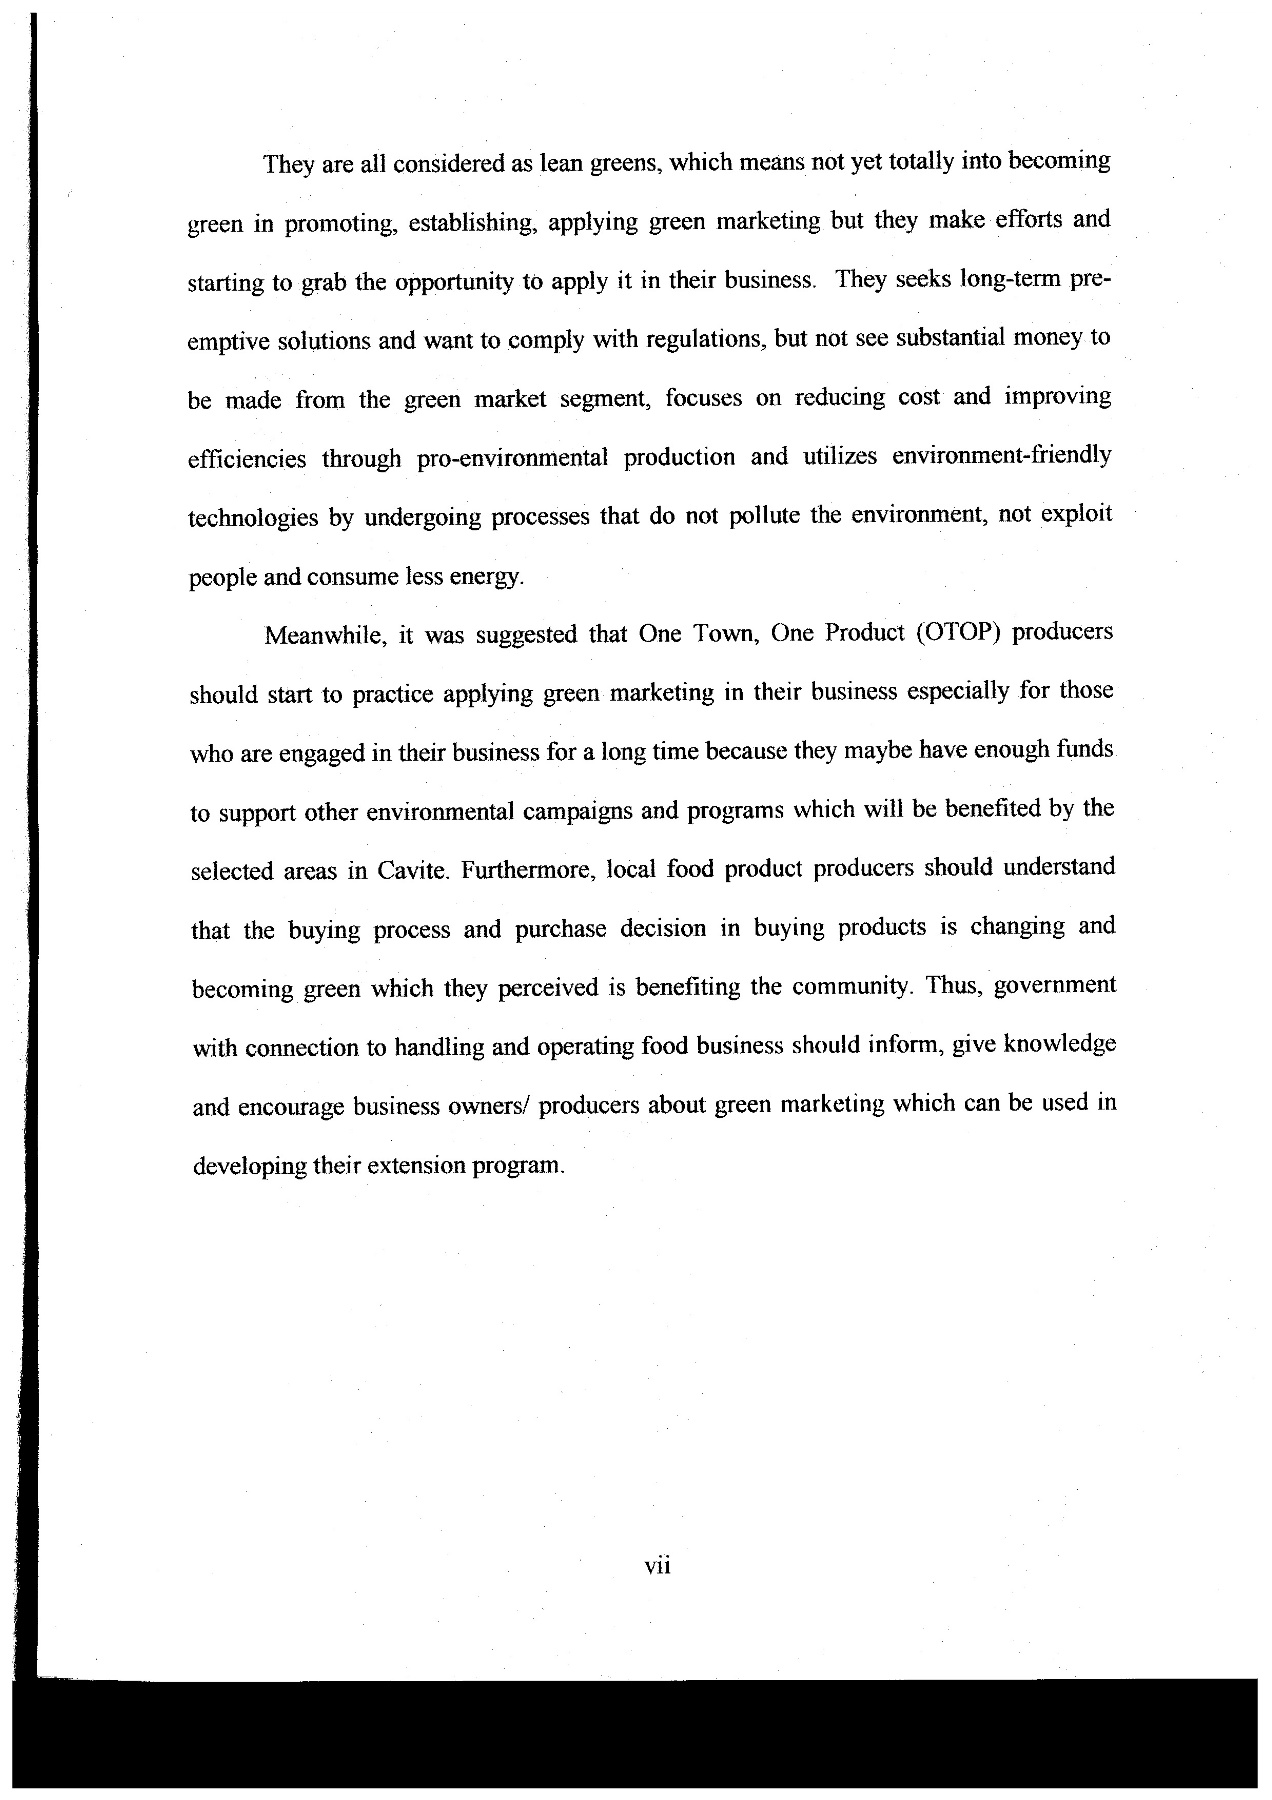 They are all considered as lean greens, which means not yet totally into becoming
green in promoting, establishing, applying green marketing but they make efforts and
starting to grab the opportunity to apply it in their business.  They seeks long-term pre-
emptive solutions and want to comply with regulations, but not see substantial money to
be made from the green market segment, focuses on reducing cost and improving
efficiencies through pro-environmental production and utilizes environment-friendly
technologies by undergoing processes that do not pollute the environment, not exploit
people and consume less energy.
Meanwhile, it was suggested that One Town, One Product (OTOP) producers
should start to practice applying green marketing in their business especially for those
who are engaged in their business for a long time because they maybe have enough funds
to support other environmental campaigns and programs which will be benefited by the
selected areas in Cavite. Furthermore, local food product producers should understand
that the buying process and purchase decision in buying products is changing and
becoming green which they perceived is benefiting the community. Thus, government
with connection to handling and operating food business should inform, give knowledge
and encourage business owners/ producers about green marketing which can be used in
developing their extension program.
vii